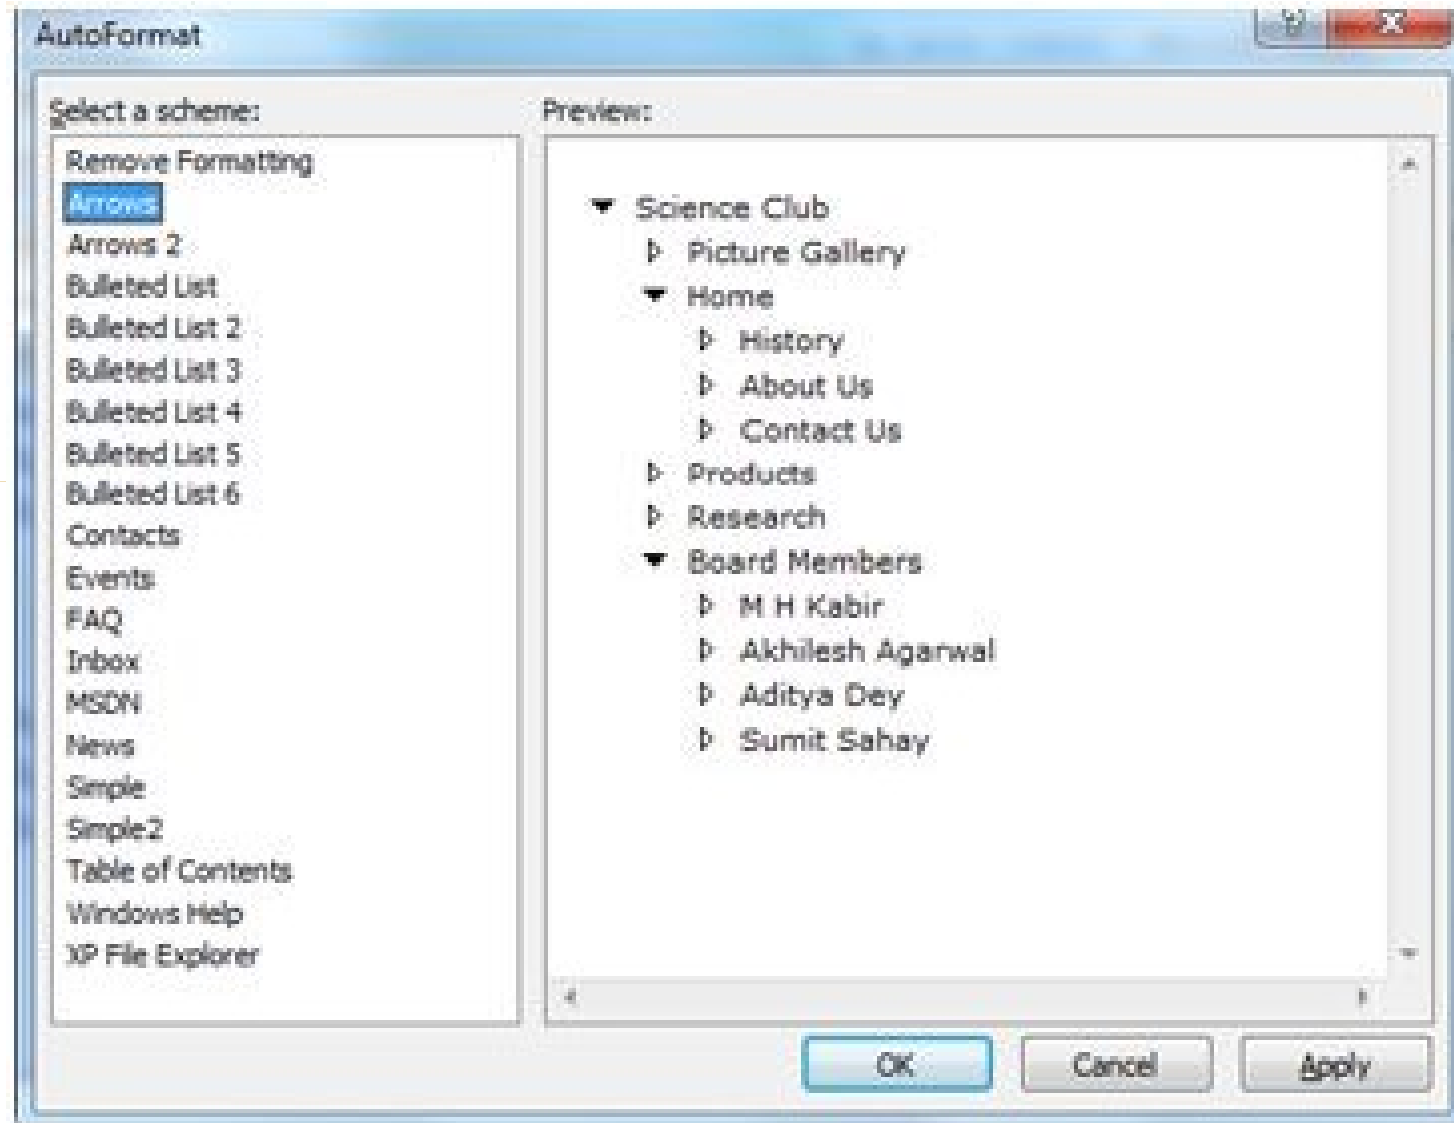 AutoFormat
Select a scheme:
Remove Formatting
Arrows
Arrows 2
Bulleted List
Bulleted List 2
Bulleted List 3
Bulleted List 4
Bulleted List 5
Bulleted List 6
Contacts
Events
FAQ
Inbox
MSDN
News
Simple
Simple2
Table of Contents
Windows Help
XP File Explorer
Preview:
Science Club
Picture Gallery
Home
History
About Us
Contact Us
Products
Research
Board Members
M H Kabir
Akhilesh Agarwal
Aditya Dey
Sumit Sahay
OK Cancel Apply